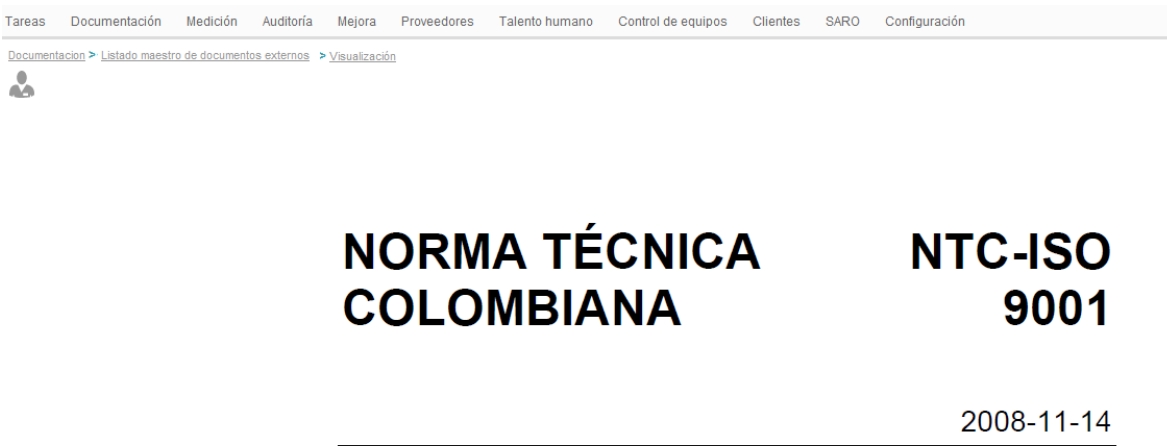 Tareas Documentación Medición Auditoría Mejora Proveedores Talento humano Control de equipos Clientes SARO Configuración
Documentacion > Listado maestro de documentos externos > Visualización
NORMA TÉCNICA NTC-ISO
COLOMBIANA 9001
2008-11-14